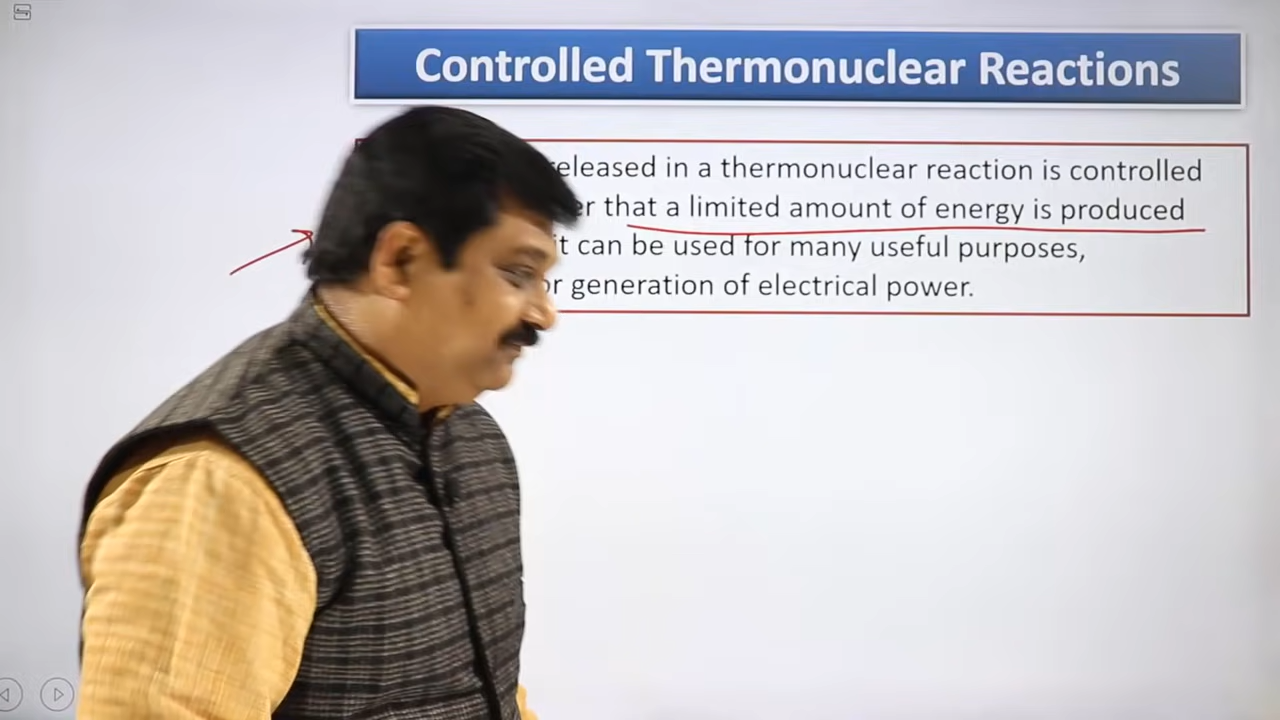 Controlled Thermonuclear Reactions
released in a thermonuclear reaction is controlled
that a limited amount of energy is produced
it can be used for many useful purposes,
generation of electrical power.